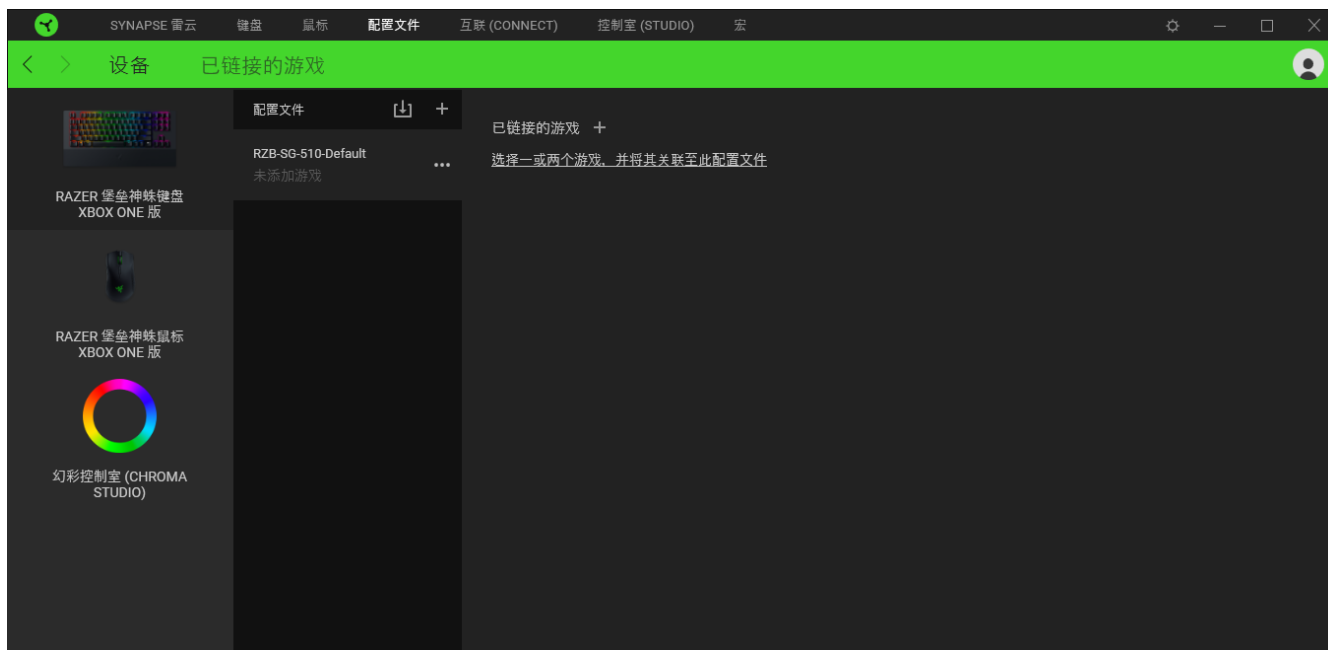 SYNAPSE 雷云 键盘 鼠标 配置文件 互联 (CONNECT) 控制室 (STUDIO) 宏
设备 已链接的游戏
RAZER 堡垒神蛛键盘
XBOX ONE 版
RAZER 堡垒神蛛鼠标
XBOX ONE 版
幻彩控制室 (CHROMA
STUDIO)
配置文件
RZB-SG-510-Default
未添加游戏
已链接的游戏
选择一或两个游戏，并将其关联至此配置文件